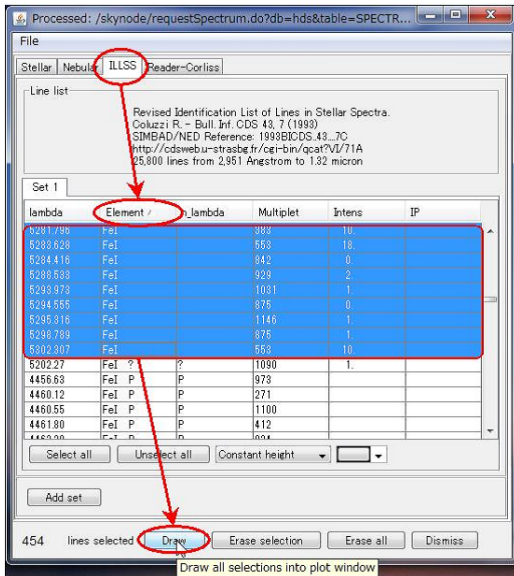 Processed: /skynode/requestSpectrum.do?db=hds&table=SPECTR...
File
Stellar Nebular ILLSS Reader-Corliss
Line list
Revised Identification List of Lines in Stellar Spectra.
Coluzzi R. - Bull. Inf. CDS 43, 7 (1993)
SIMBAD/NED Reference: 1993BICDS..43....7C
http://cdsweb.u-strasbg.fr/cgi-bin/qcat?VI/71A
25,800 lines from 2,951 Angstrom to 1.32 micron
Set 1
lambda Element n_lambda Multiplet Intens IP
5281.796 FeI 383 10.
5283.628 FeI 553 18.
5284.416 FeI 842 0.
5288.533 FeI 929 2.
5293.973 FeI 1031 1.
5294.555 FeI 875 0.
5295.316 FeI 1146 1.
5298.789 FeI 875 1.
5302.307 FeI 553 10.
5202.27 FeI ? ? 1090 1.
4456.63 FeI P P 973
4460.12 FeI P P 271
4460.55 FeI P P 1100
4461.80 FeI P P 412
Select all Unselect all Constant height
Add set
454 lines selected Draw Erase selection Erase all Dismiss
Draw all selections into plot window